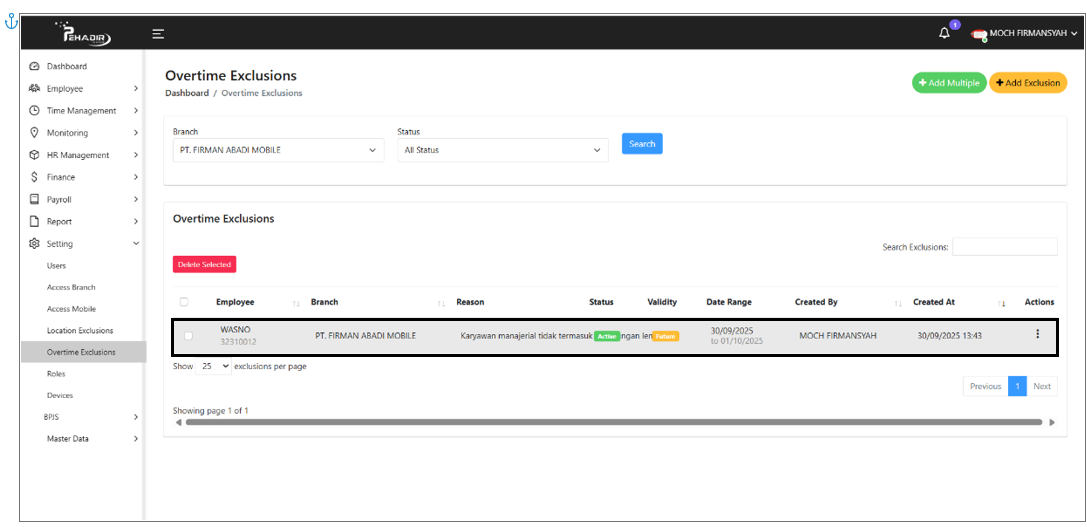 PEHADIR
1
MOCH FIRMANSYAH
Dashboard
Employee
Time Management
Monitoring
HR Management
Finance
Payroll
Report
Setting
Users
Access Branch
Access Mobile
Location Exclusions
Overtime Exclusions
Roles
Devices
BPJS
Master Data
Overtime Exclusions
Dashboard / Overtime Exclusions
+ Add Multiple
+ Add Exclusion
Branch
Status
PT. FIRMAN ABADI MOBILE
All Status
Search
Overtime Exclusions
Search Exclusions:
Delete Selected
Employee Branch Reason Status Validity Date Range Created By Created At Actions
WASNO
32310012
PT. FIRMAN ABADI MOBILE
Karyawan manajerial tidak termasuk
Active
ngan
Future
30/09/2025
to 01/10/2025
MOCH FIRMANSYAH
30/09/2025 13:43
Show 25 exclusions per page
Previous 1 Next
Showing page 1 of 1